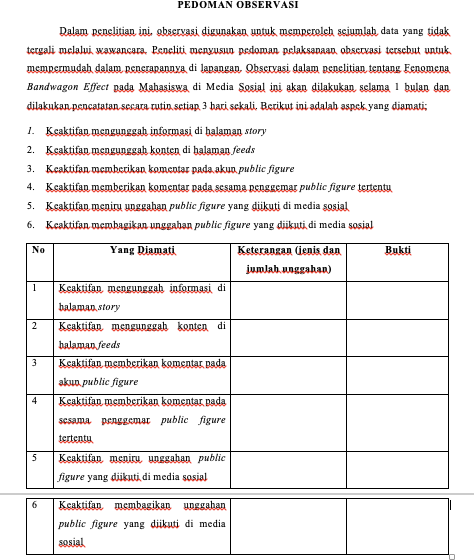 PEDOMAN OBSERVASI
Dalam penelitian ini, observasi digunakan untuk memperoleh sejumlah data yang tidak
tergali melalui wawancara. Peneliti menyusun pedoman pelaksanaan observasi tersebut untuk
mempermudah dalam penerapannya di lapangan. Observasi dalam penelitian tentang Fenomena
Bandwagon Effect pada Mahasiswa di Media Sosial ini akan dilakukan selama 1 bulan dan
dilakukan pencatatan secara rutin setiap 3 hari sekali. Berikut ini adalah aspek yang diamati;
1. Keaktifan mengunggah informasi di halaman story
2. Keaktifan mengunggah konten di halaman feeds
3. Keaktifan memberikan komentar pada akun public figure
4. Keaktifan memberikan komentar pada sesama penggemar public figure tertentu
5. Keaktifan meniru unggahan public figure yang diikuti di media sosial
6. Keaktifan membagikan unggahan public figure yang diikuti di media sosial
No Yang Diamati Keterangan (jenis dan Bukti
jumlah unggahan)
1 Keaktifan mengunggah informasi di
halaman story
2 Keaktifan mengunggah konten di
halaman feeds
3 Keaktifan memberikan komentar pada
akun public figure
4 Keaktifan memberikan komentar pada
sesama penggemar public figure
tertentu
5 Keaktifan meniru unggahan public
figure yang diikuti di media sosial
6 Keaktifan membagikan unggahan
public figure yang diikuti di media
sosial